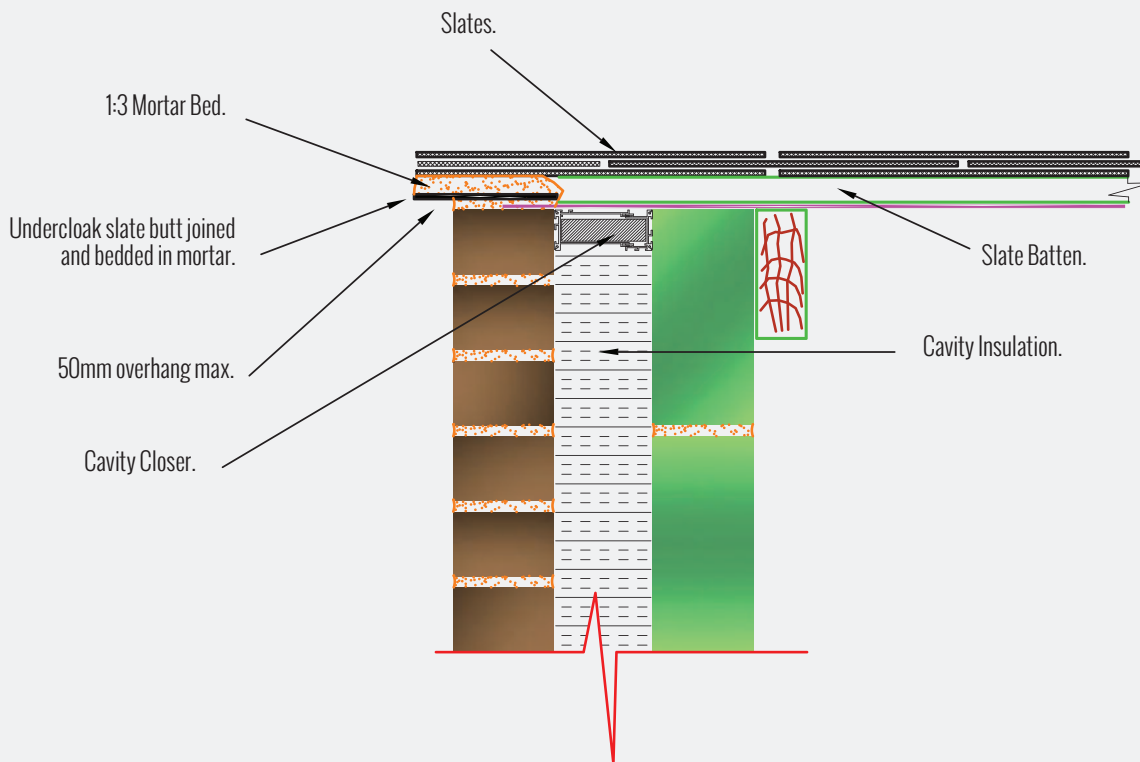 Slates.
1:3 Mortar Bed.
Undercloak slate butt joined
and bedded in mortar.
Slate Batten.
50mm overhang max.
Cavity Insulation.
Cavity Closer.